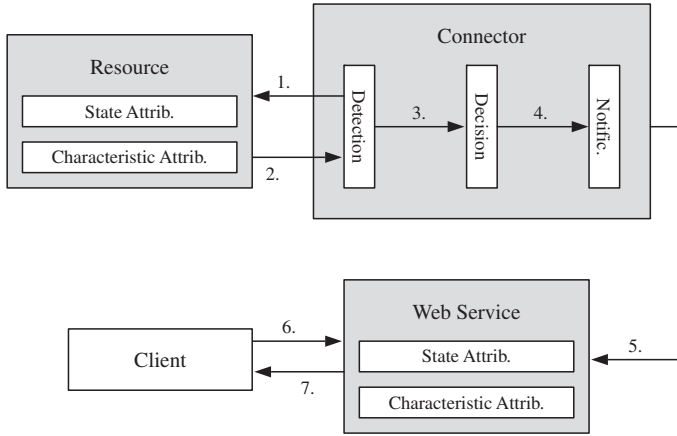 Connector
Resource
State Attrib.
Characteristic Attrib.
1.
2.
Detection
3.
Decision
4.
Notific.
Web Service
State Attrib.
Characteristic Attrib.
5.
Client
6.
7.